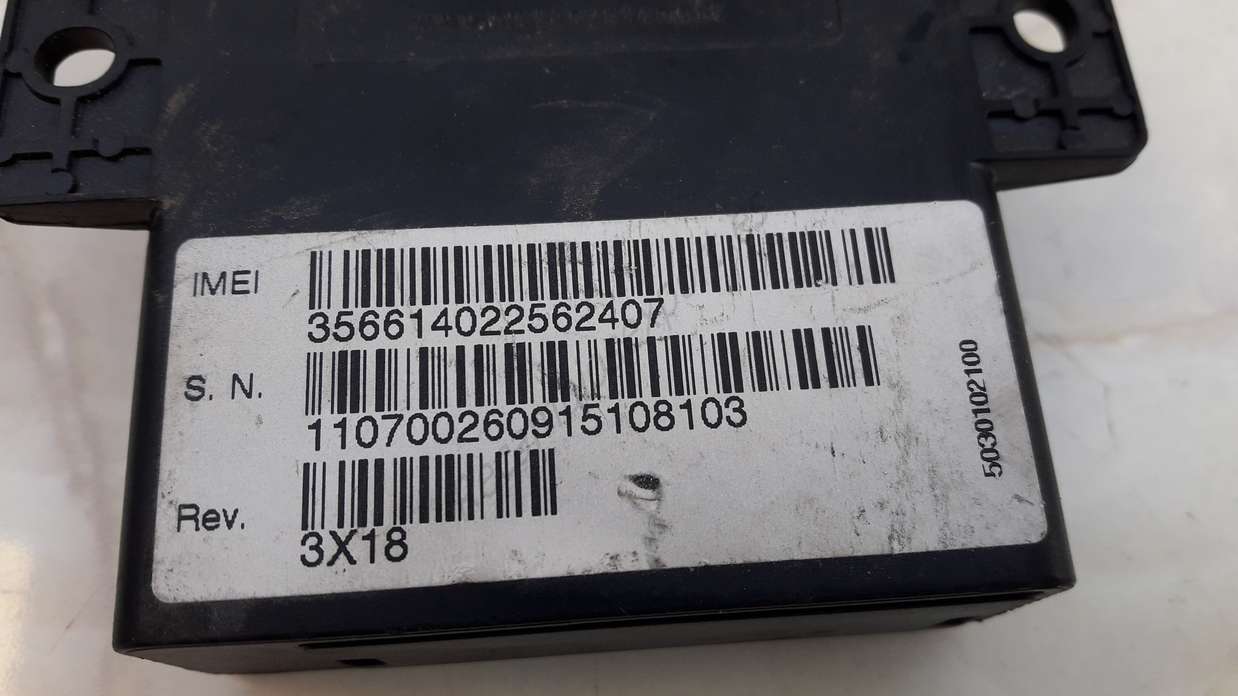 IMEI
356614022562407
S. N.
110700260915108103
Rev.
3X18
5030102100